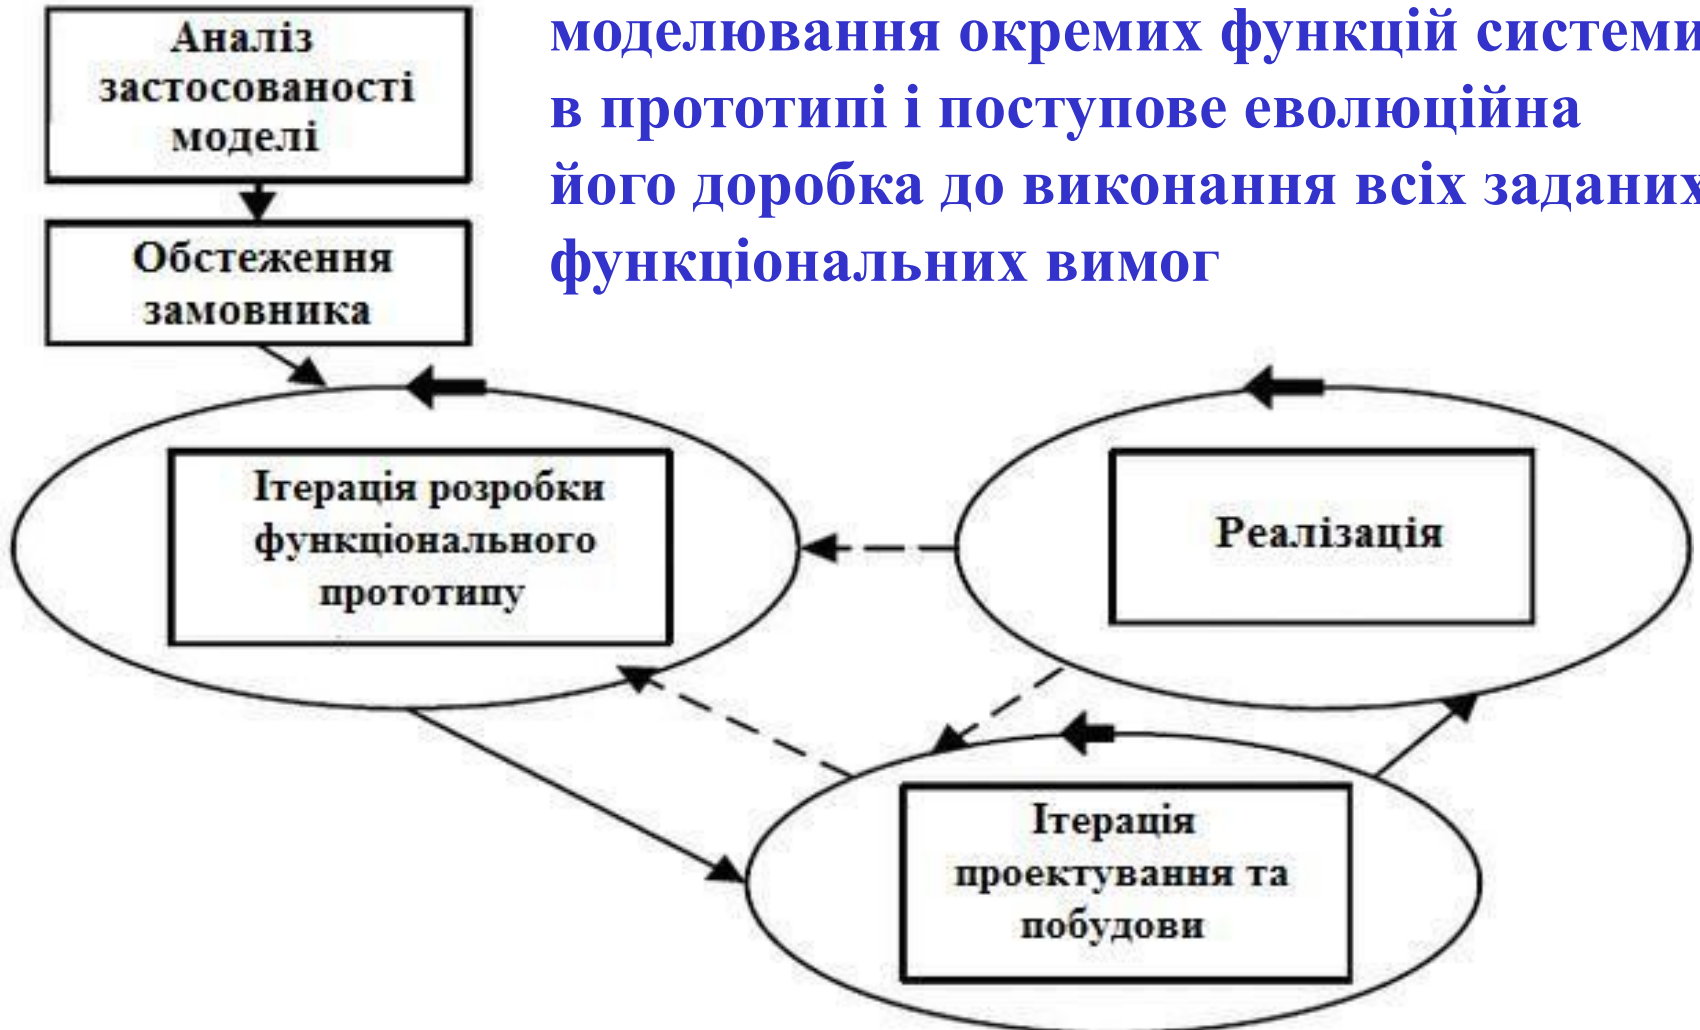 Аналіз
застосованості
моделі
моделювання окремих функцій системи
в прототипі і поступове еволюційна
його доробка до виконання всіх заданих
функціональних вимог
Обстеження
замовника
Ітерація розробки
функціонального
прототипу
Реалізація
Ітерація
проектування та
побудови